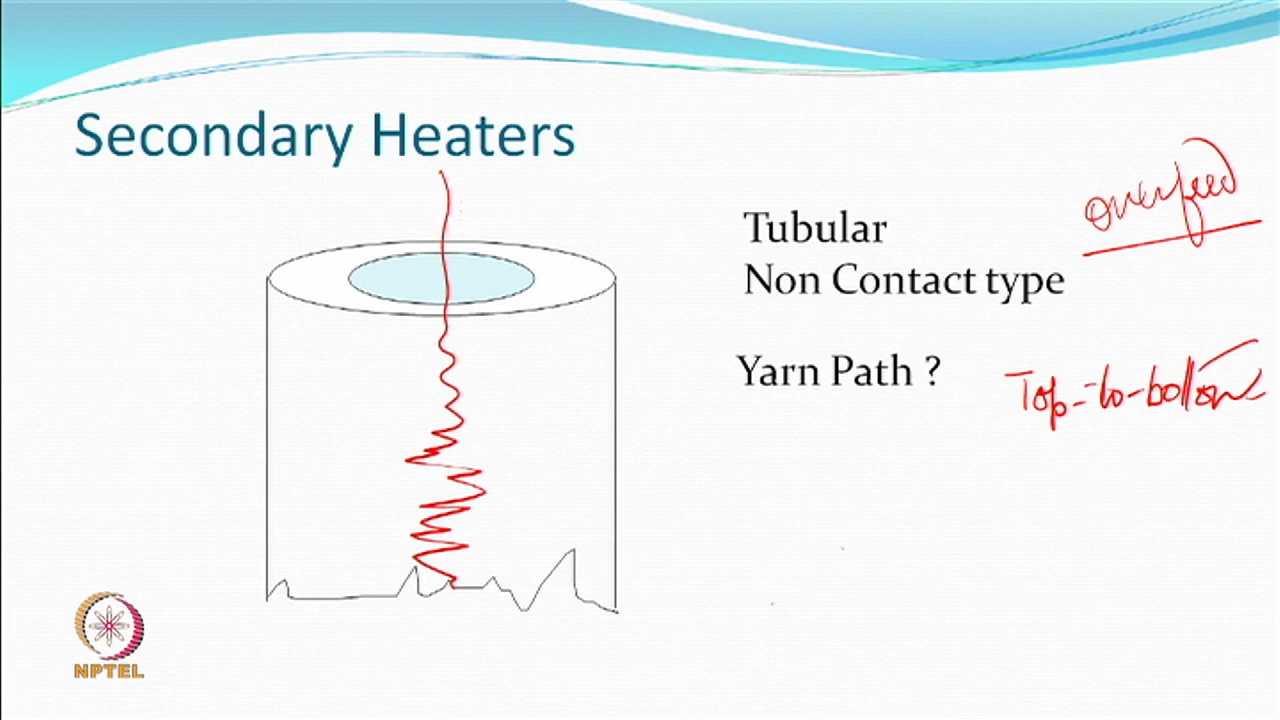 Secondary Heaters
overfeed
Tubular
Non Contact type
Yarn Path ?
Top-to-bottom
NPTEL